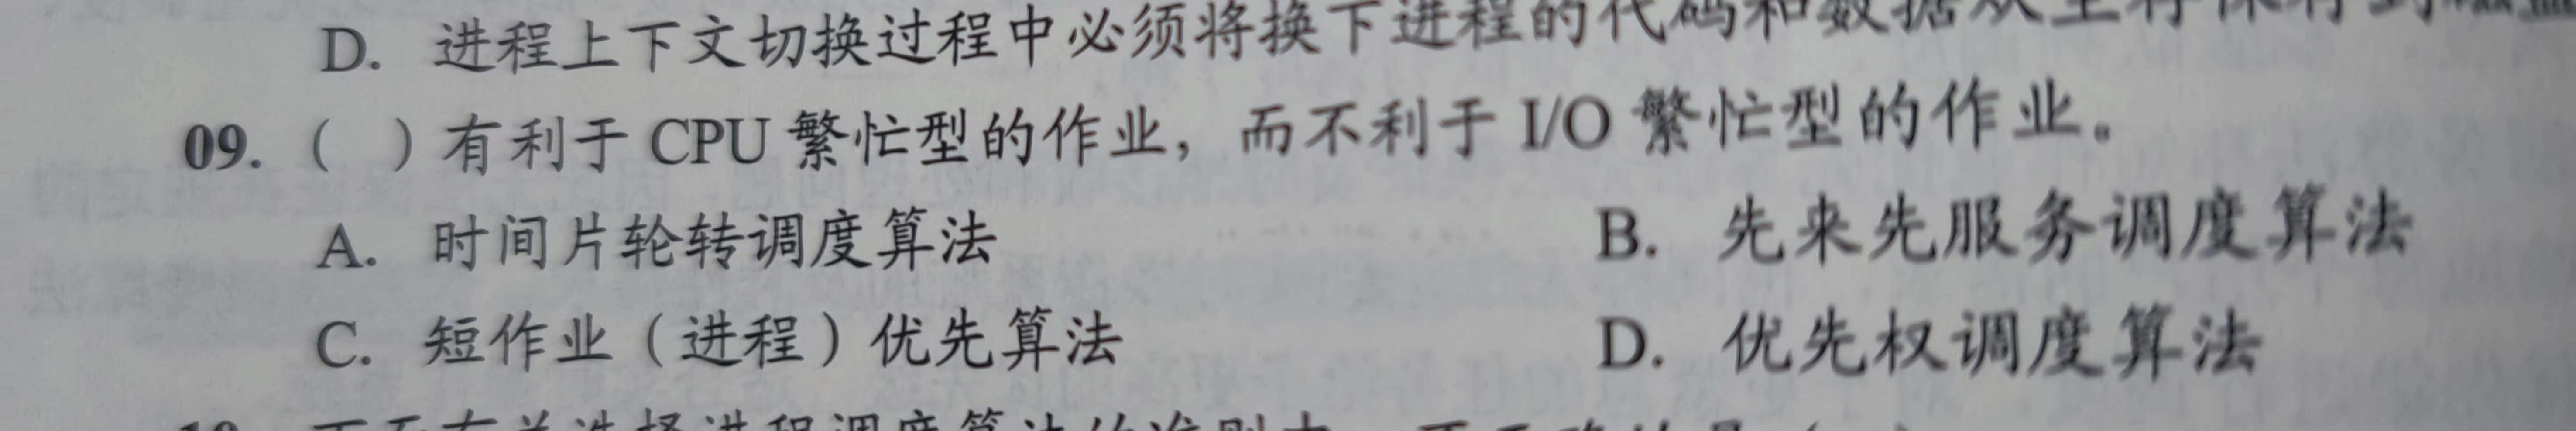 D. 进程上下文切换过程中必须将换下进程的代码和数据从主存保存到磁盘
09. ( ) 有利于 CPU 繁忙型的作业，而不利于 I/O 繁忙型的作业。
A. 时间片轮转调度算法 B. 先来先服务调度算法
C. 短作业（进程）优先算法 D. 优先权调度算法